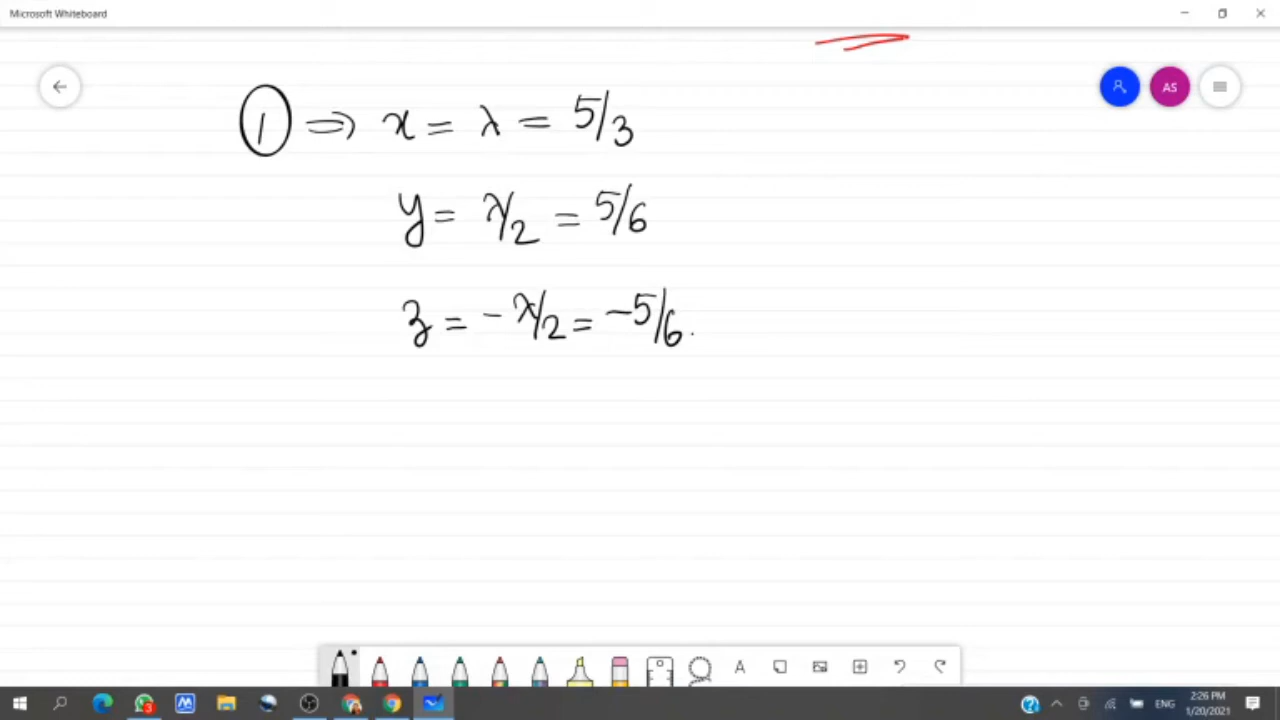 Microsoft Whiteboard
AS
① ⇒ x = λ = 5/3
y = λ/2 = 5/6
z = - λ/2 = -5/6.
A
3
ENG
2:26 PM
1/20/2021